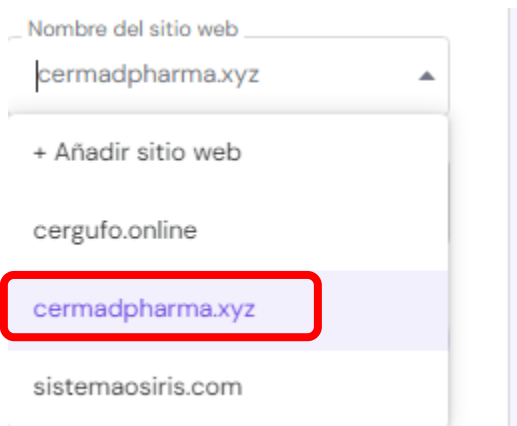 Nombre del sitio web
cermadpharma.xyz
+ Añadir sitio web
cergufo.online
cermadpharma.xyz
sistemaosiris.com